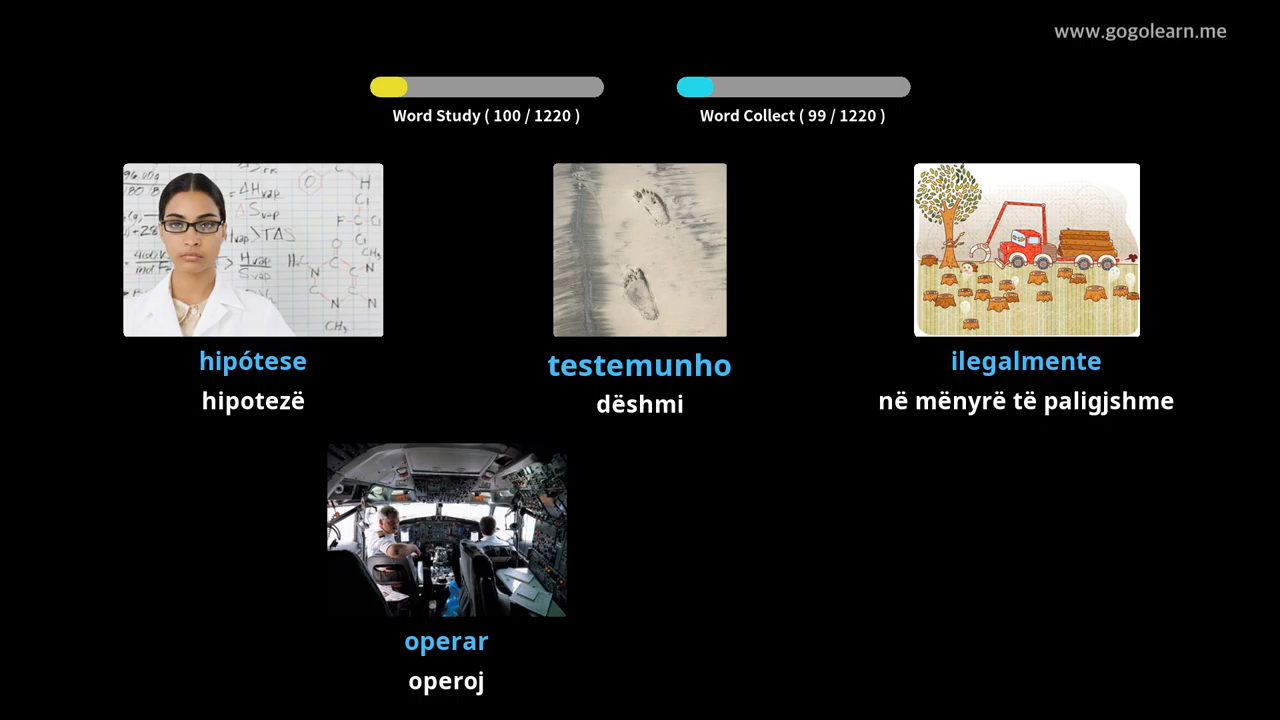 www.gogolearn.me
Word Study ( 100 / 1220 )
Word Collect ( 99 / 1220 )
hipótese
hipotezë
testemunho
dëshmi
ilegalmente
në mënyrë të paligjshme
operar
operoj